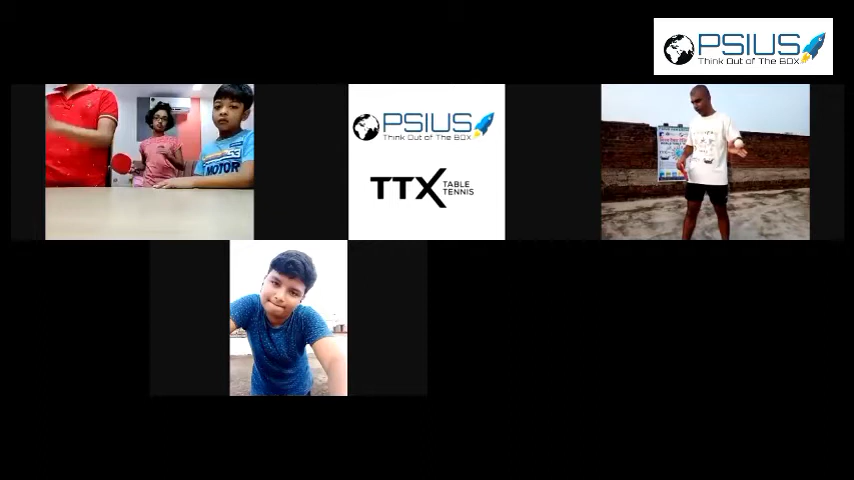 PSIUS
Think Out of The BOX
PSIUS
Think Out of The BOX
TTX TABLE
TENNIS
MOTOR